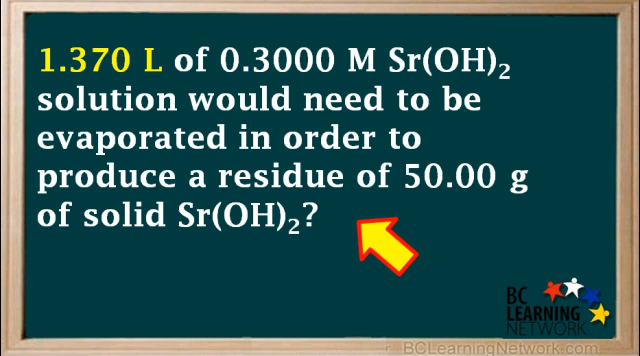 1.370 L of 0.3000 M Sr(OH)₂
solution would need to be
evaporated in order to
produce a residue of 50.00 g
of solid Sr(OH)₂?
BC
LEARNING
NETWORK
BCLearningNetwork.com